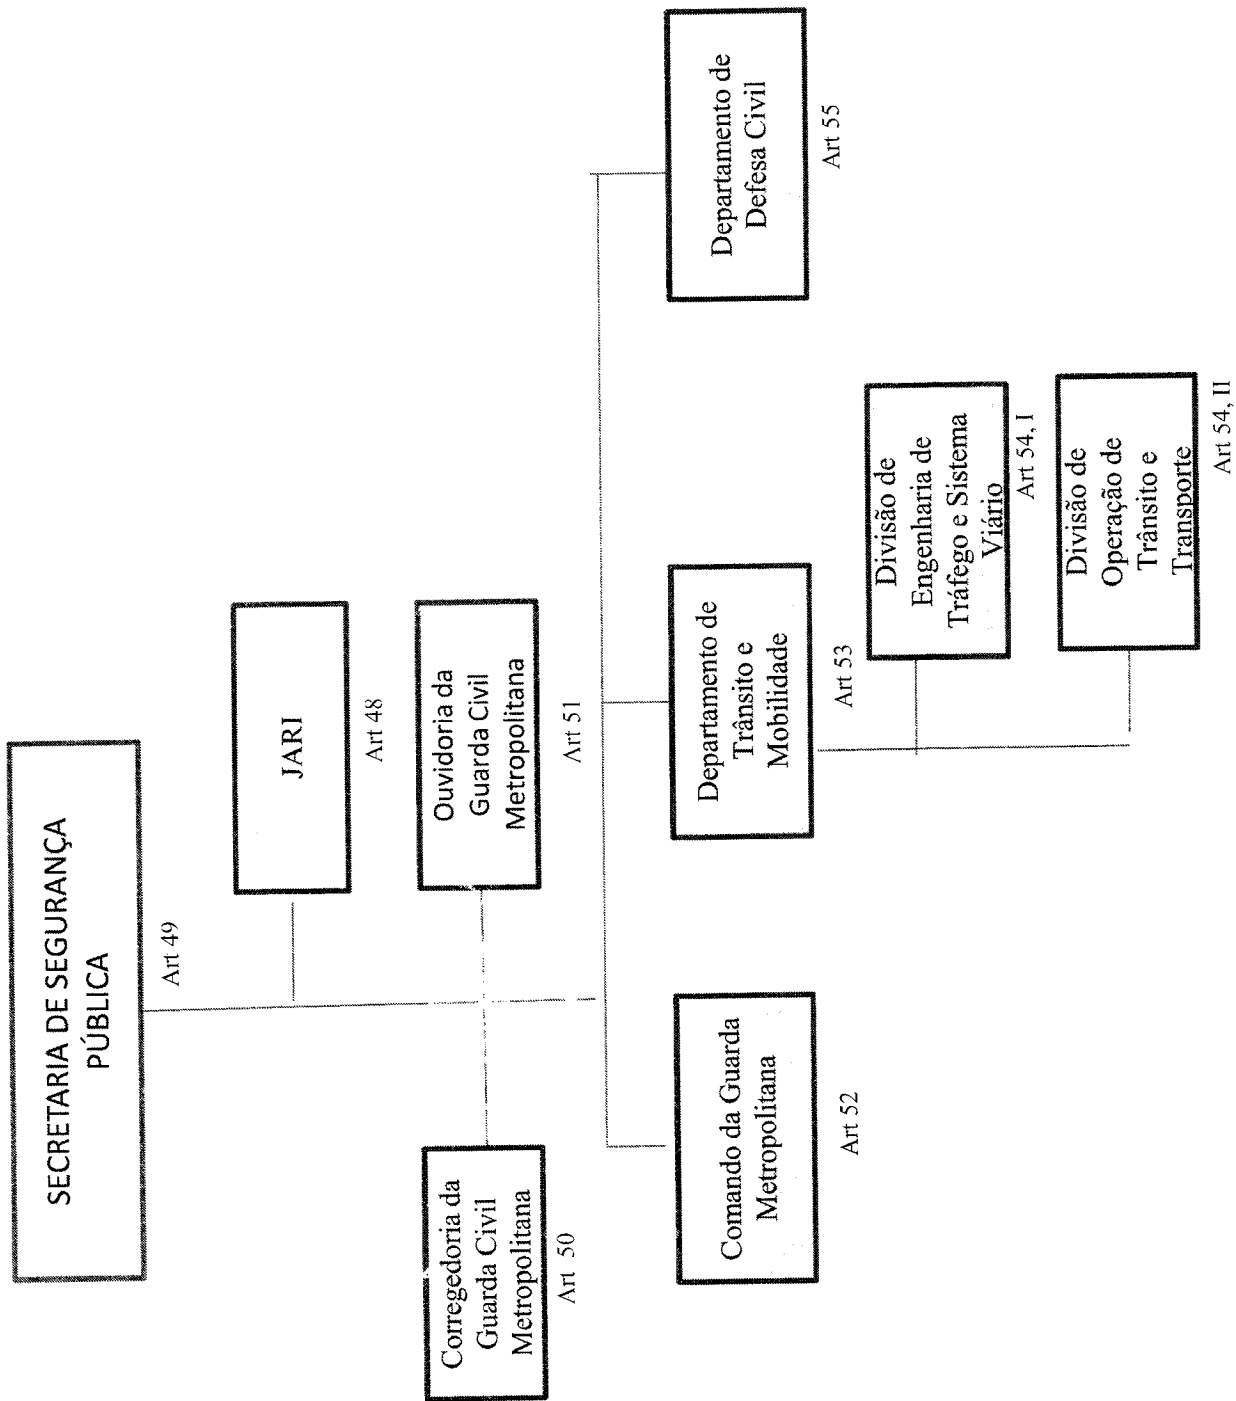 SECRETARIA DE SEGURANÇA
PÚBLICA
Art 49
JARI
Art 48
Corregedoria da
Guarda Civil
Metropolitana
Art 50
Ouvidoria da
Guarda Civil
Metropolitana
Art 51
Comando da Guarda
Metropolitana
Art 52
Departamento de
Trânsito e
Mobilidade
Art 53
Departamento de
Defesa Civil
Art 55
Divisão de
Engenharia de
Tráfego e Sistema
Viário
Art 54, I
Divisão de
Operação de
Trânsito e
Transporte
Art 54, II